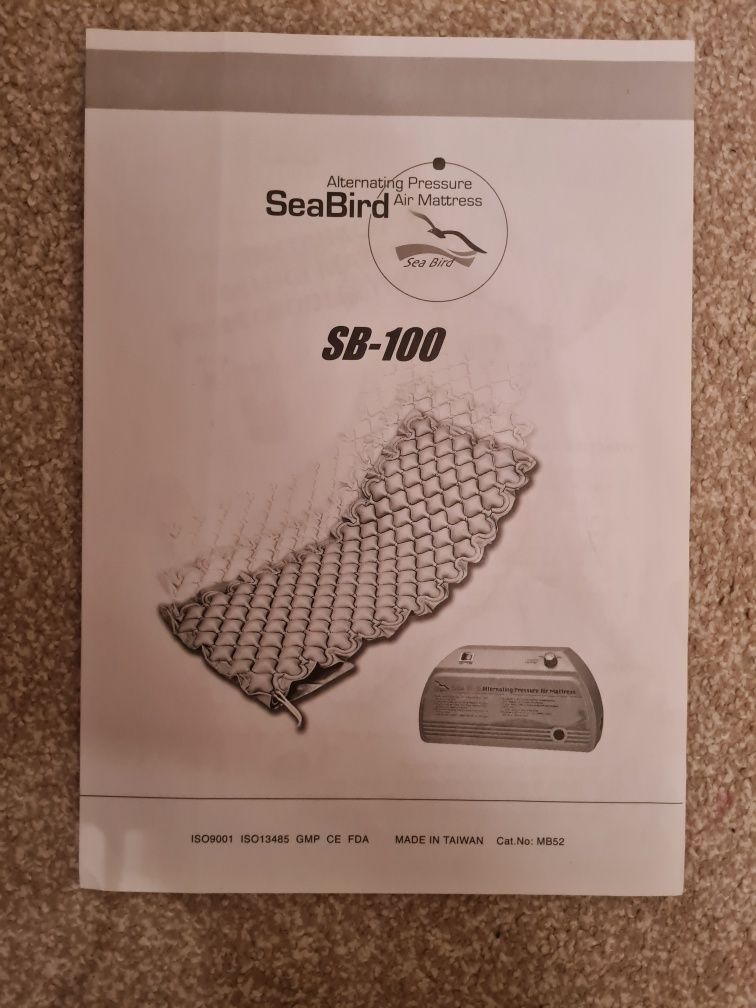 Alternating Pressure
SeaBird Air Mattress
Sea Bird
SB-100
Alternating Pressure Air Mattress
ISO9001 ISO13485 GMP CE FDA MADE IN TAIWAN Cat.No: MB52